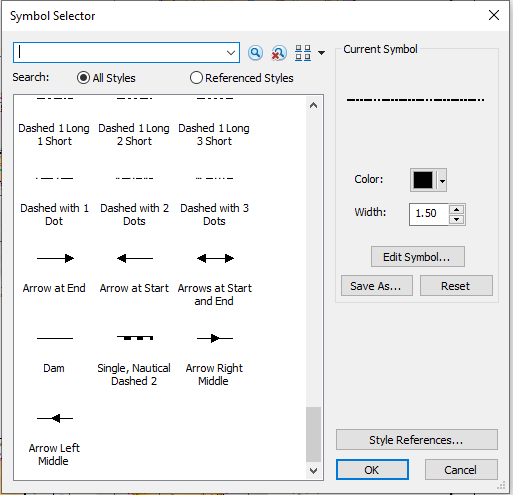 Symbol Selector
Search:
All Styles
Referenced Styles
Dashed 1 Long
1 Short
Dashed 1 Long
2 Short
Dashed 1 Long
3 Short
Dashed with 1
Dot
Dashed with 2
Dots
Dashed with 3
Dots
Arrow at End
Arrow at Start
Arrows at Start
and End
Dam
Single, Nautical
Dashed 2
Arrow Right
Middle
Arrow Left
Middle
Current Symbol
Color:
Width:
1.50
Edit Symbol...
Save As...
Reset
Style References...
OK
Cancel